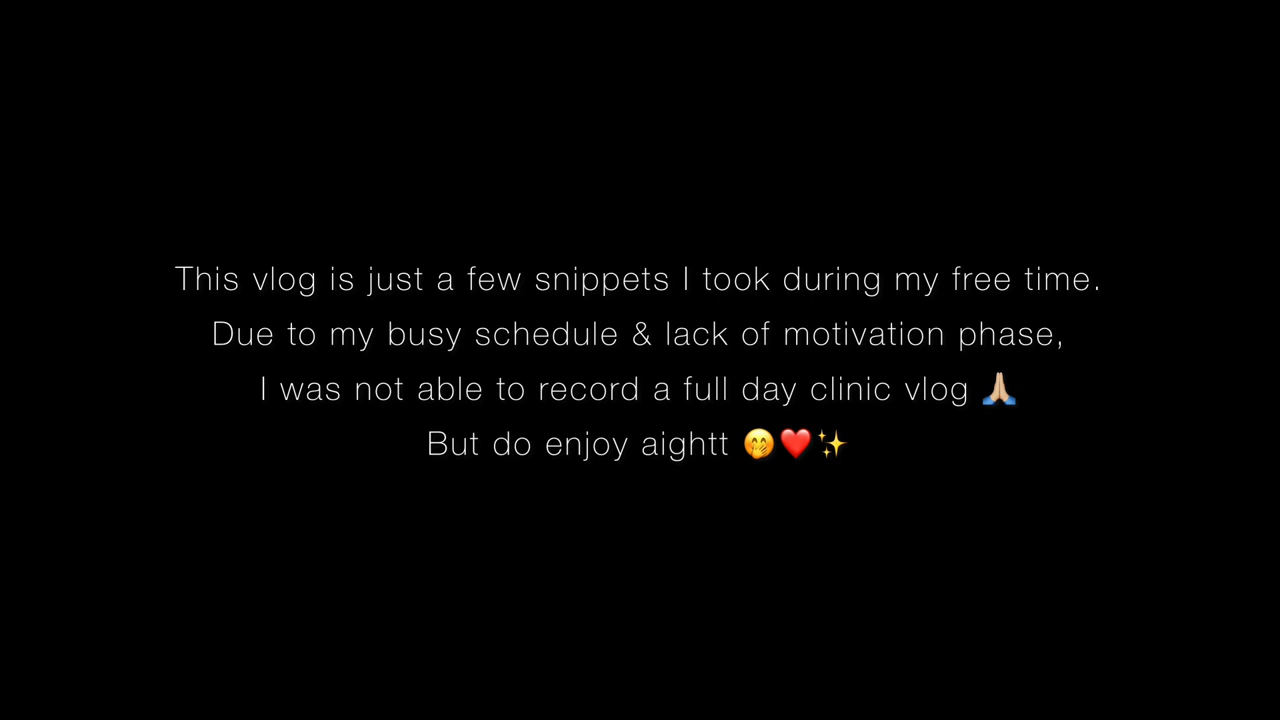 This vlog is just a few snippets I took during my free time.
Due to my busy schedule & lack of motivation phase,
I was not able to record a full day clinic vlog 🙏🏼
But do enjoy aightt 🤭❤️✨